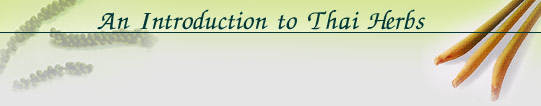 An Introduction to Thai Herbs